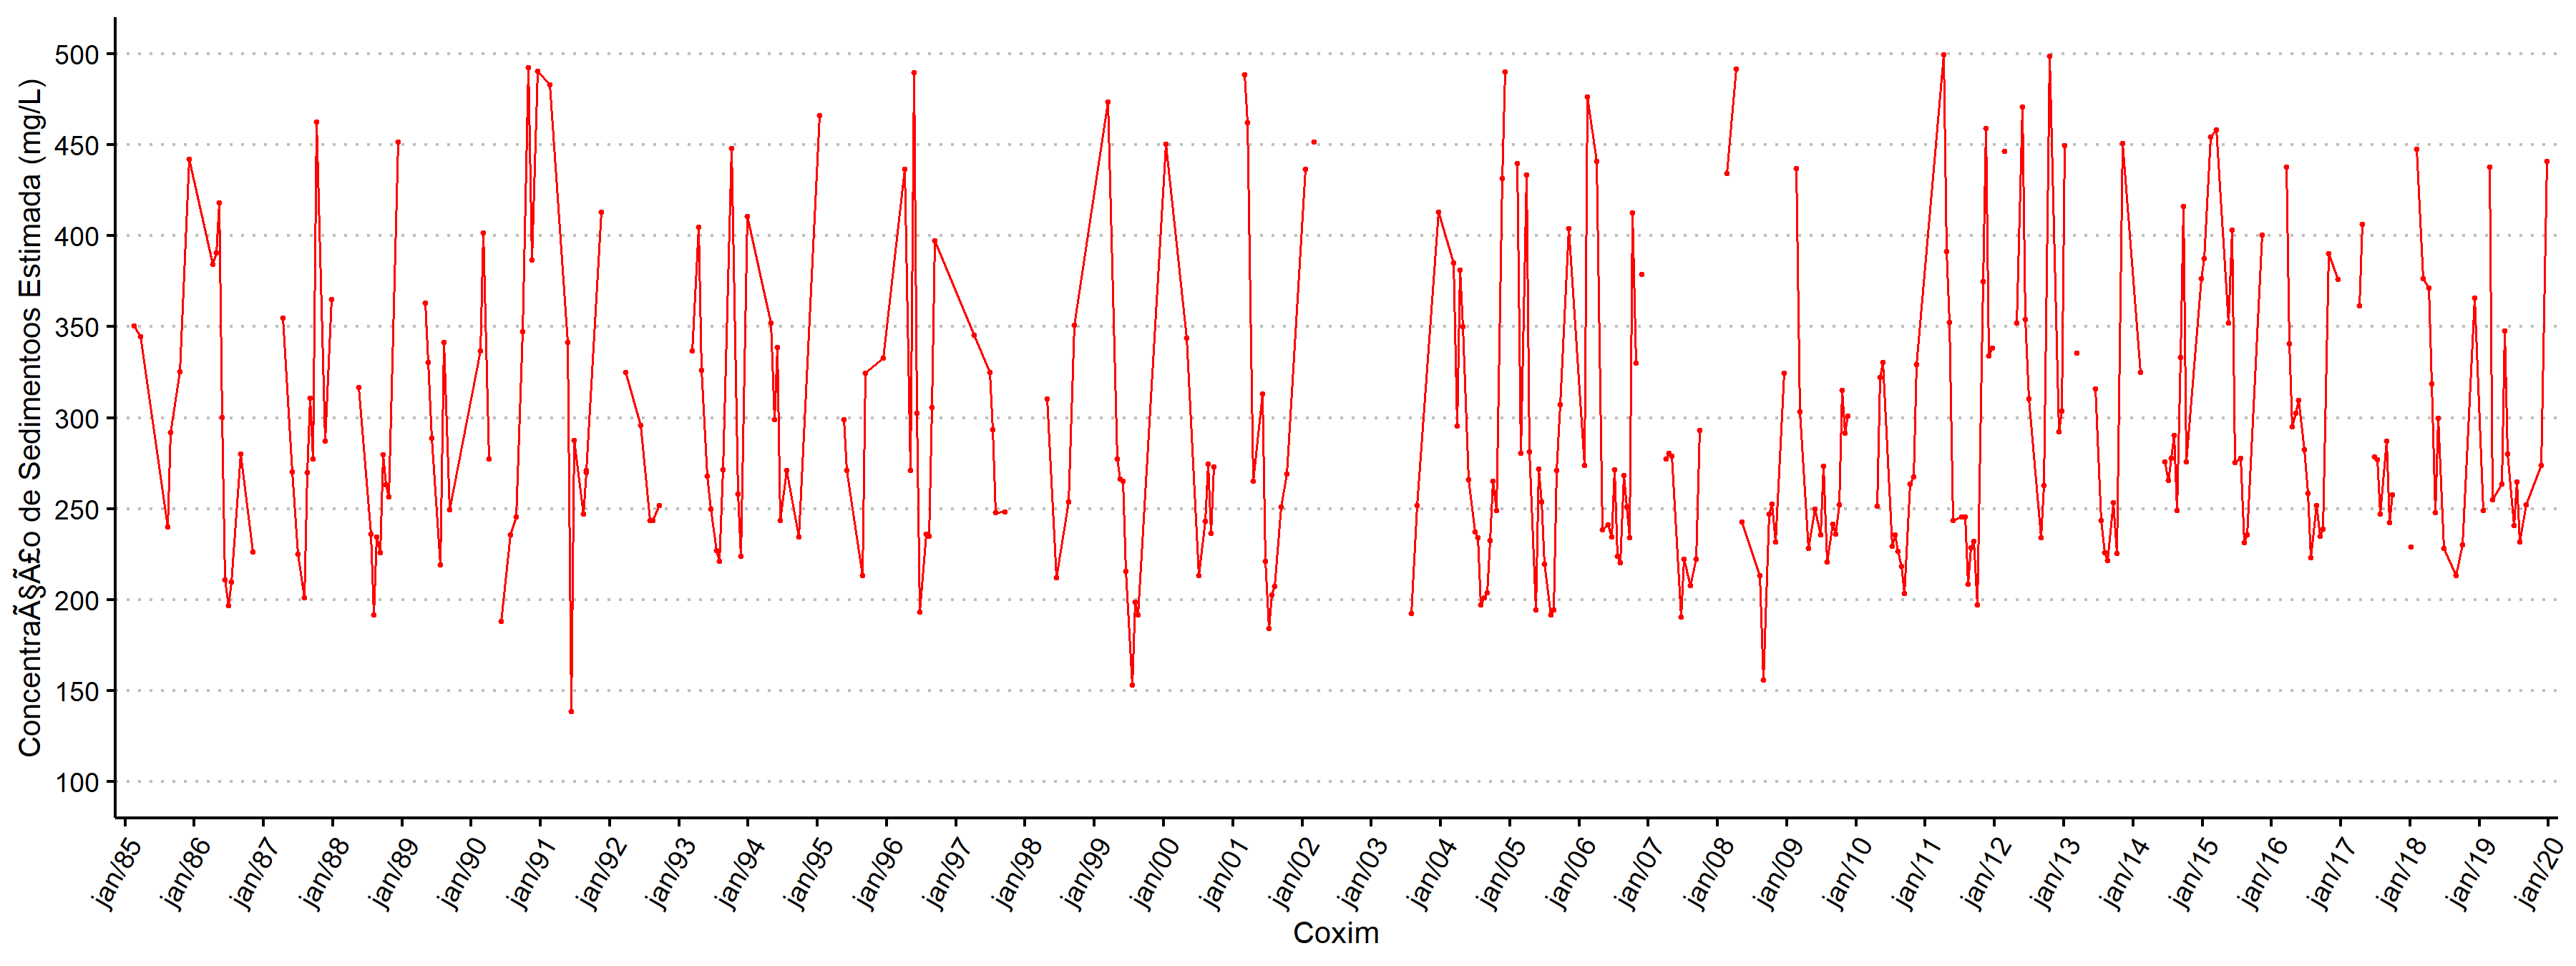 ConcentraÃ§Ã£o de Sedimentoos Estimada (mg/L)
500
450
400
350
300
250
200
150
100
jan/85
jan/86
jan/87
jan/88
jan/89
jan/90
jan/91
jan/92
jan/93
jan/94
jan/95
jan/96
jan/97
jan/98
jan/99
jan/00
jan/01
jan/02
jan/03
jan/04
jan/05
jan/06
jan/07
jan/08
jan/09
jan/10
jan/11
jan/12
jan/13
jan/14
jan/15
jan/16
jan/17
jan/18
jan/19
jan/20
Coxim